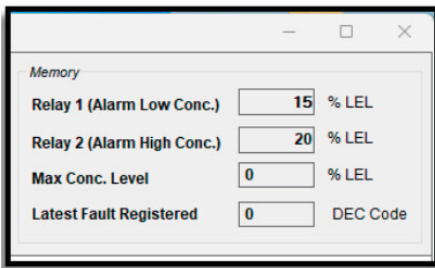 Memory
Relay 1 (Alarm Low Conc.) 15 % LEL
Relay 2 (Alarm High Conc.) 20 % LEL
Max Conc. Level 0 % LEL
Latest Fault Registered 0 DEC Code